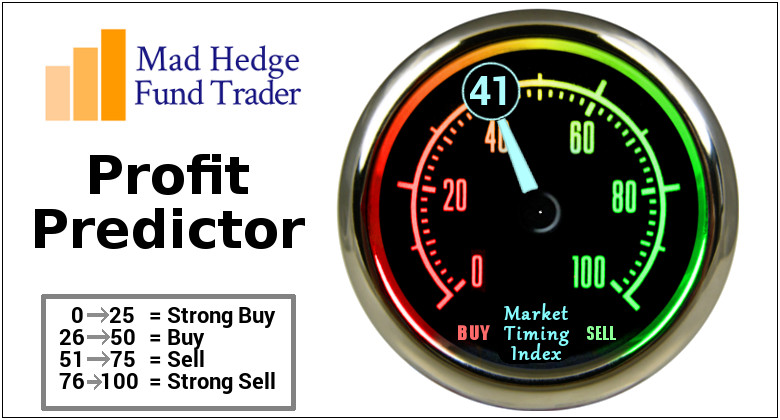 Mad Hedge
Fund Trader
Profit
Predictor
0→25 = Strong Buy
26→50 = Buy
51→75 = Sell
76→100 = Strong Sell
41
40
60
20
80
0
100
Market
BUY Timing SELL
Index